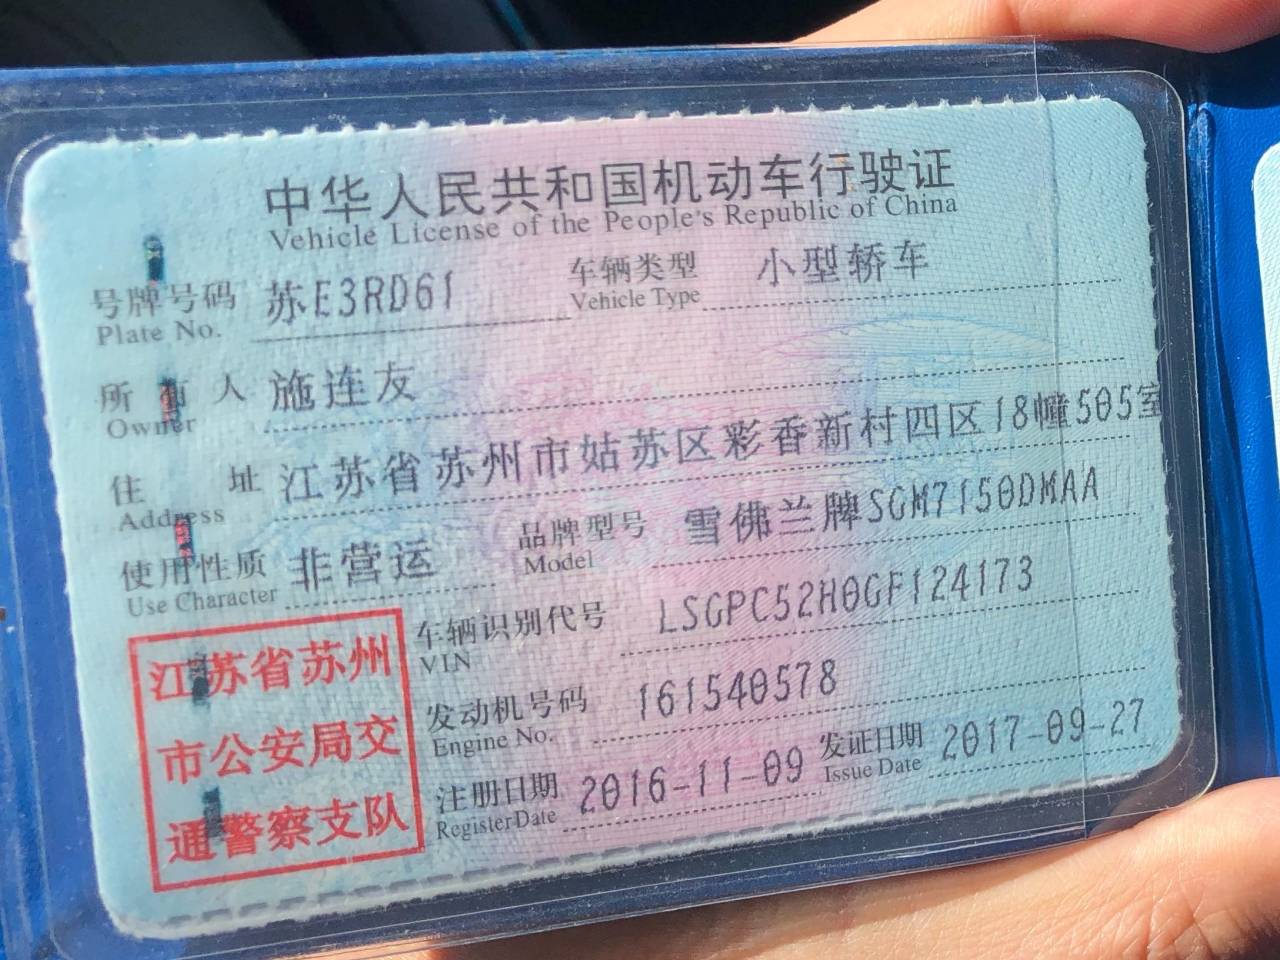 中华人民共和国机动车行驶证
Vehicle License of the People's Republic of China
号牌号码 苏E3RD61 车辆类型 小型轿车
Plate No. Vehicle Type
所有人 施连友
Owner
住址 江苏省苏州市姑苏区彩香新村四区18幢505室
Address
使用性质 非营运 品牌型号 雪佛兰牌SGM7150DMAA
Use Character Model
车辆识别代号 LSGPC52H0GF124173
VIN
发动机号码 161540578
Engine No.
注册日期 2016-11-09 发证日期 2017-09-27
RegisterDate Issue Date
江苏省苏州
市公安局交
通警察支队